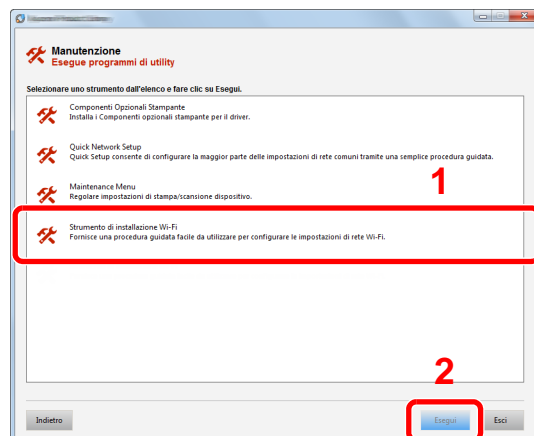 Manutenzione
Esegue programmi di utility
Selezionare uno strumento dall'elenco e fare clic su Esegui.
Componenti Opzionali Stampante
Installa i Componenti opzionali stampante per il driver.
Quick Network Setup
Quick Setup consente di configurare la maggior parte delle impostazioni di rete comuni tramite una semplice procedura guidata.
1
Maintenance Menu
Regolare impostazioni di stampa/scansione dispositivo.
Strumento di installazione Wi-Fi
Fornisce una procedura guidata facile da utilizzare per configurare le impostazioni di rete Wi-Fi.
2
Indietro
Esegui
Esci